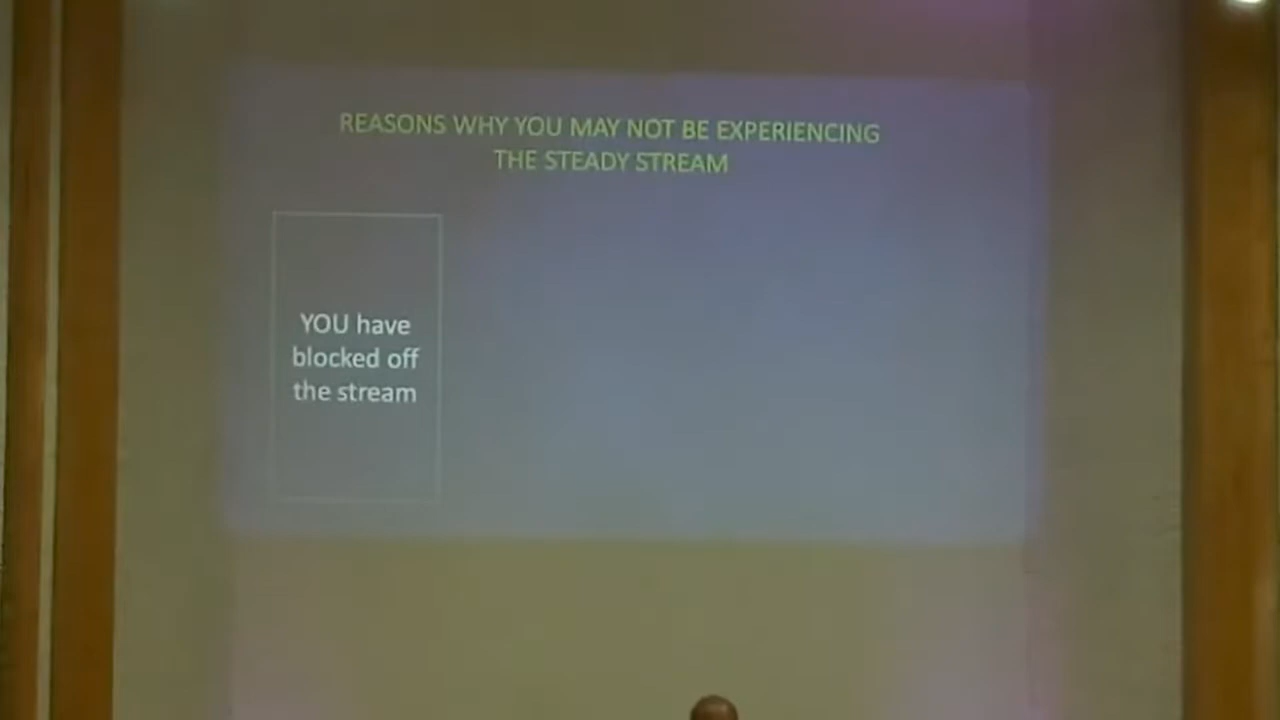 REASONS WHY YOU MAY NOT BE EXPERIENCING
THE STEADY STREAM
YOU have
blocked off
the stream